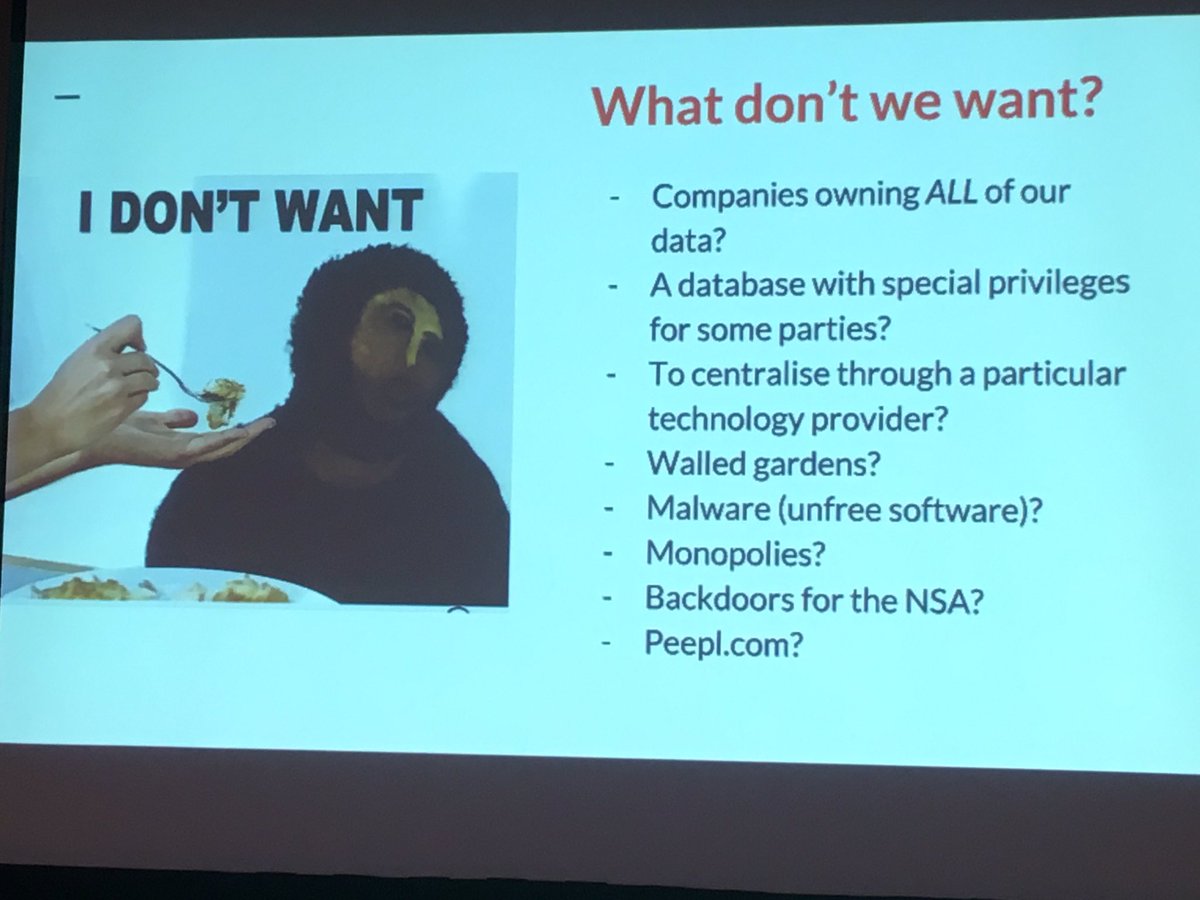 I DON'T WANT
What don't we want?
- Companies owning ALL of our
data?
- A database with special privileges
for some parties?
- To centralise through a particular
technology provider?
- Walled gardens?
- Malware (unfree software)?
- Monopolies?
- Backdoors for the NSA?
- Peepl.com?